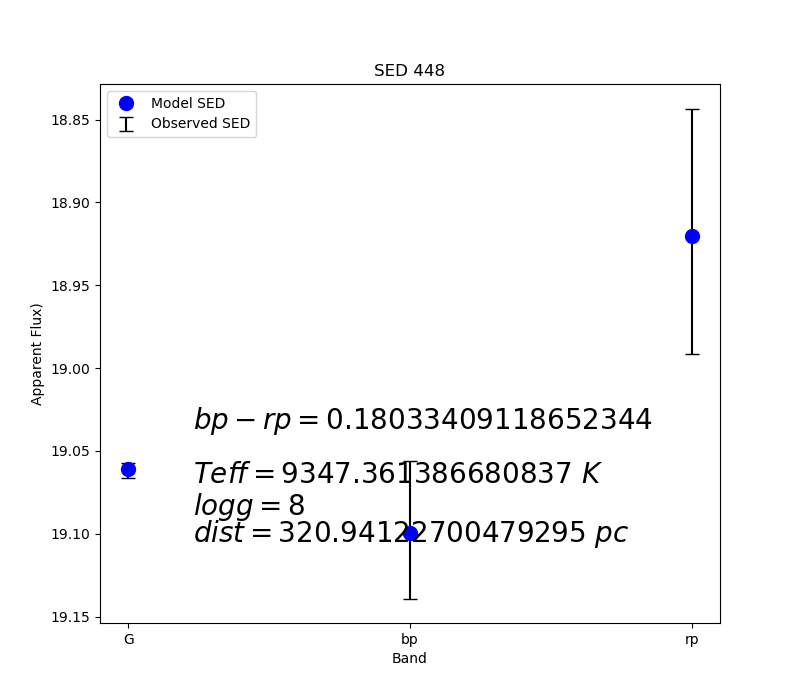 SED 448
Model SED
Observed SED
Apparent Flux)
18.85
18.90
18.95
19.00
19.05
19.10
19.15
bp − rp = 0.18033409118652344
Teff = 9347.361386680837 K
logg = 8
dist = 320.94122700479295 pc
G
bp
rp
Band